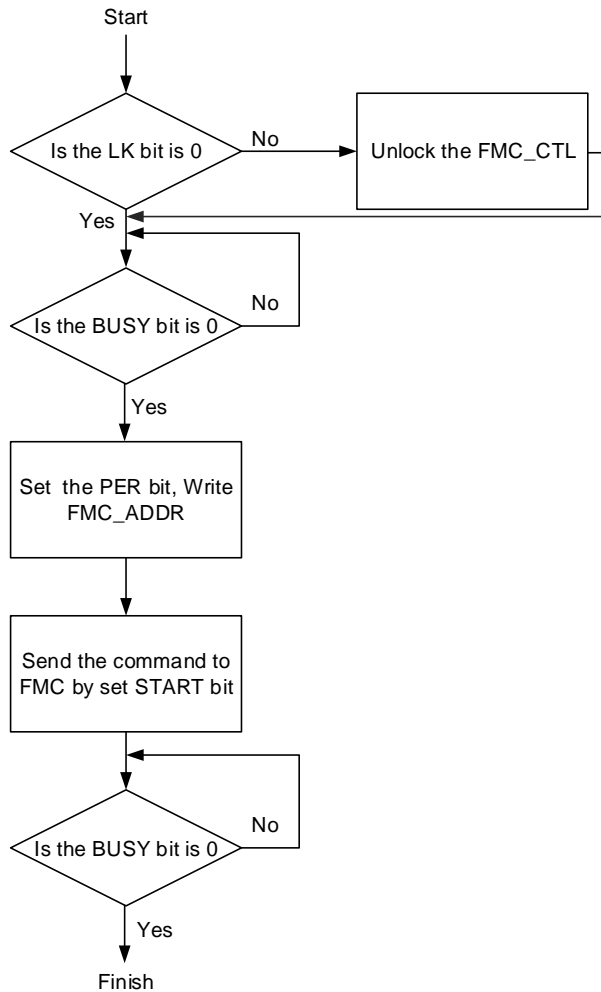 Start
Is the LK bit is 0
No
Unlock the FMC_CTL
Yes
Is the BUSY bit is 0
No
Yes
Set the PER bit, Write
FMC_ADDR
Send the command to
FMC by set START bit
Is the BUSY bit is 0
No
Yes
Finish